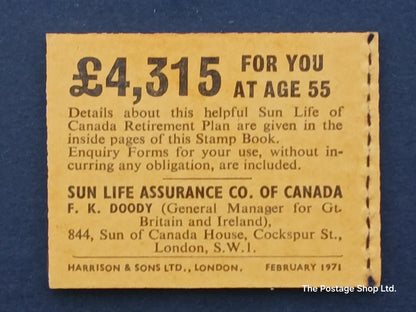 £4,315 FOR YOU
AT AGE 55
Details about this helpful Sun Life of
Canada Retirement Plan are given in the
inside pages of this Stamp Book.
Enquiry Forms for your use, without in-
curring any obligation, are included.
SUN LIFE ASSURANCE CO. OF CANADA
F. K. DOODY (General Manager for Gt.
Britain and Ireland),
844, Sun of Canada House, Cockspur St.,
London, S.W.1.
HARRISON & SONS LTD., LONDON. FEBRUARY 1971
The Postage Shop Ltd.